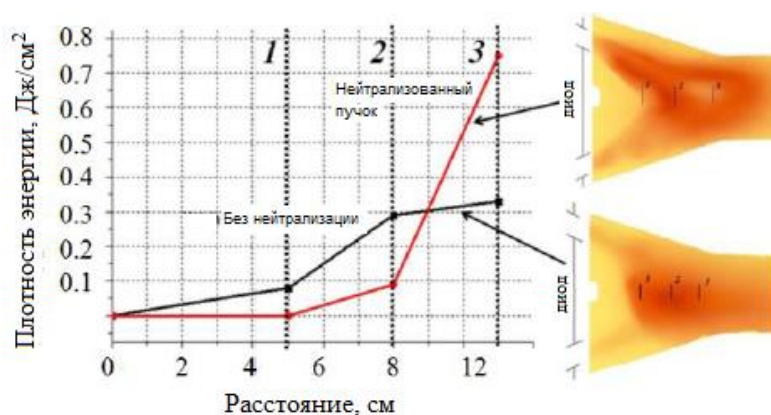 Плотность энергии, Дж/см²
0.8
0.7
0.6
0.5
0.4
0.3
0.2
0.1
1
2
3
Нейтрализованный
пучок
Без нейтрализации
0
2
4
6
8
12
Расстояние, см
диод
диод